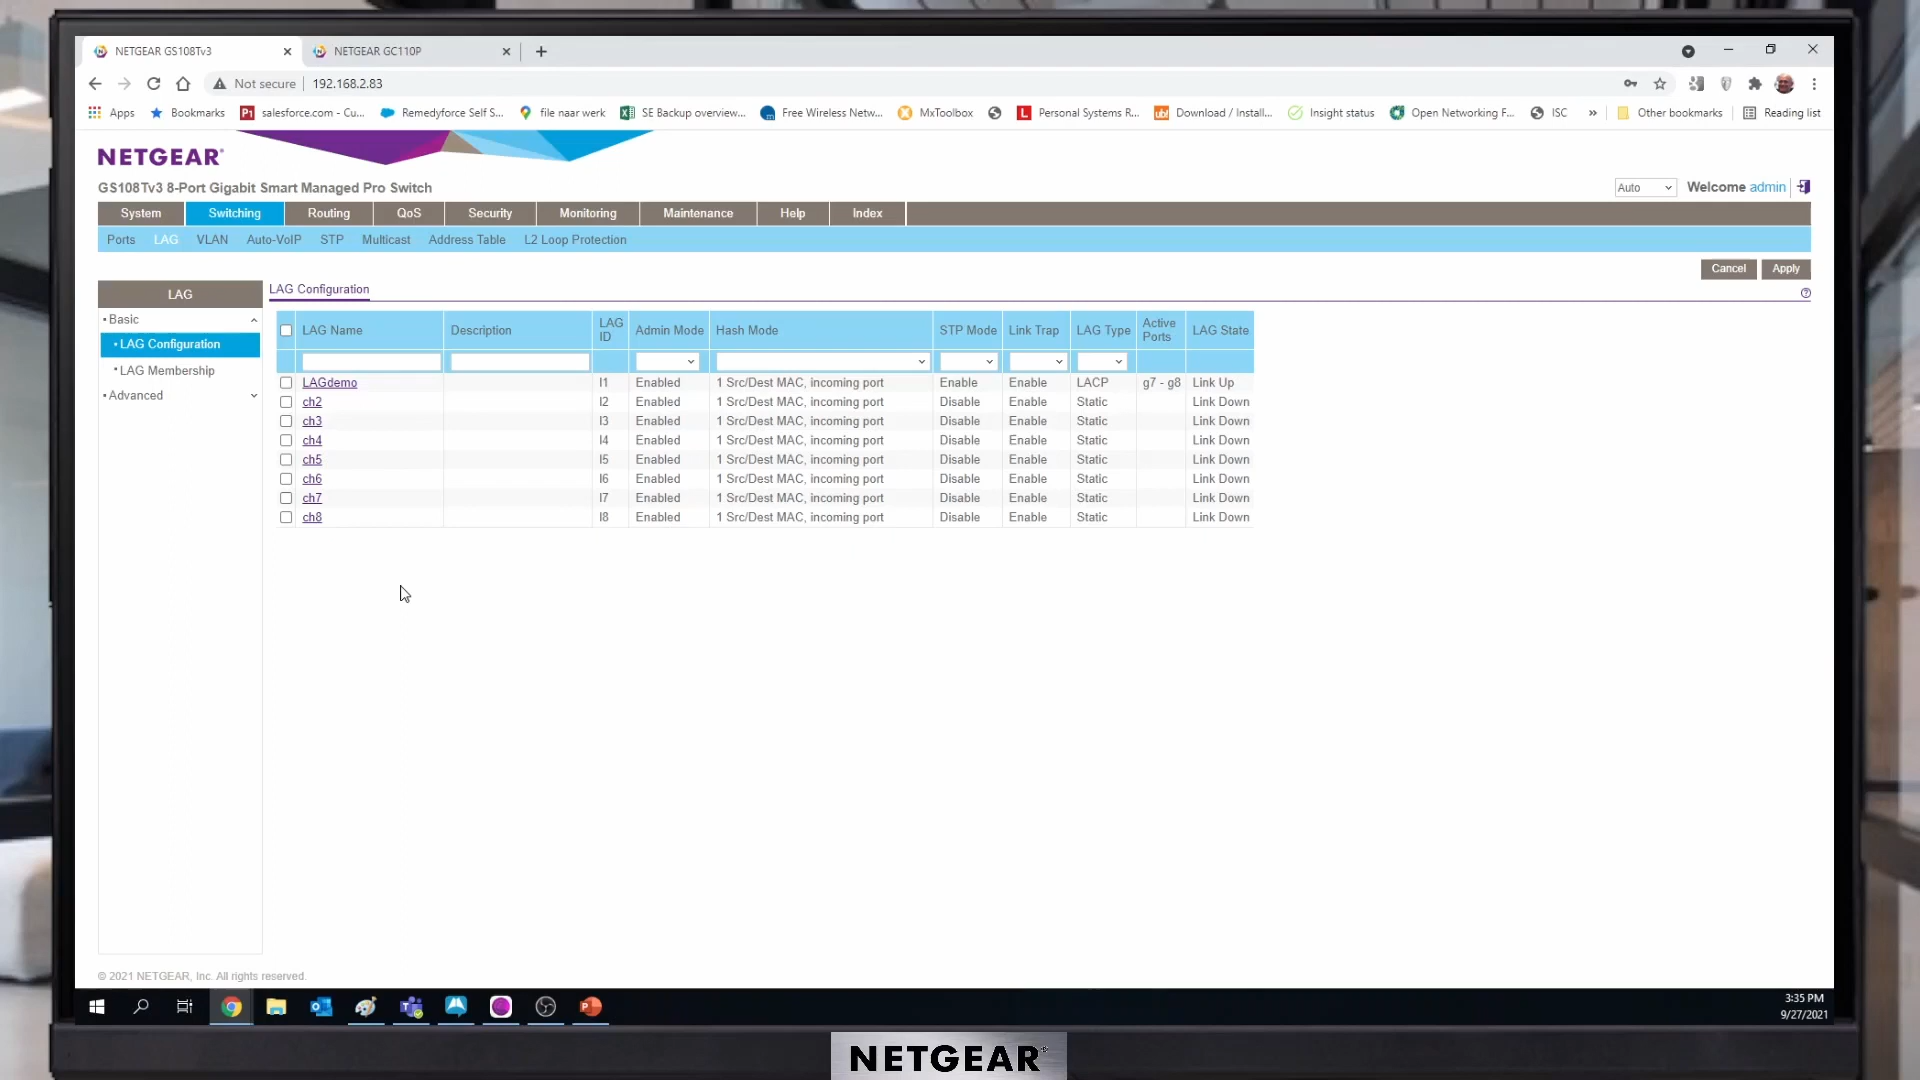 NETGEAR GS108Tv3
NETGEAR GC110P
Not secure
192.168.2.83
Apps
Bookmarks
salesforce.com - Cu...
Remedyforce Self S...
file naar werk
SE Backup overview...
Free Wireless Netw...
MxToolbox
Personal Systems R...
Download / Install...
Insight status
Open Networking F...
ISC
»
Other bookmarks
Reading list
NETGEAR®
GS108Tv3 8-Port Gigabit Smart Managed Pro Switch
Auto
Welcome admin
System Switching Routing QoS Security Monitoring Maintenance Help Index
Ports LAG VLAN Auto-VoIP STP Multicast Address Table L2 Loop Protection
Cancel Apply
LAG
• Basic
• LAG Configuration
• LAG Membership
• Advanced
LAG Configuration
LAG Name Description LAG ID Admin Mode Hash Mode STP Mode Link Trap LAG Type Active Ports LAG State
LAGdemo l1 Enabled 1 Src/Dest MAC, incoming port Enable Enable LACP g7 - g8 Link Up
ch2 l2 Enabled 1 Src/Dest MAC, incoming port Disable Enable Static Link Down
ch3 l3 Enabled 1 Src/Dest MAC, incoming port Disable Enable Static Link Down
ch4 l4 Enabled 1 Src/Dest MAC, incoming port Disable Enable Static Link Down
ch5 l5 Enabled 1 Src/Dest MAC, incoming port Disable Enable Static Link Down
ch6 l6 Enabled 1 Src/Dest MAC, incoming port Disable Enable Static Link Down
ch7 l7 Enabled 1 Src/Dest MAC, incoming port Disable Enable Static Link Down
ch8 l8 Enabled 1 Src/Dest MAC, incoming port Disable Enable Static Link Down
© 2021 NETGEAR, Inc. All rights reserved.
3:35 PM
9/27/2021
NETGEAR®